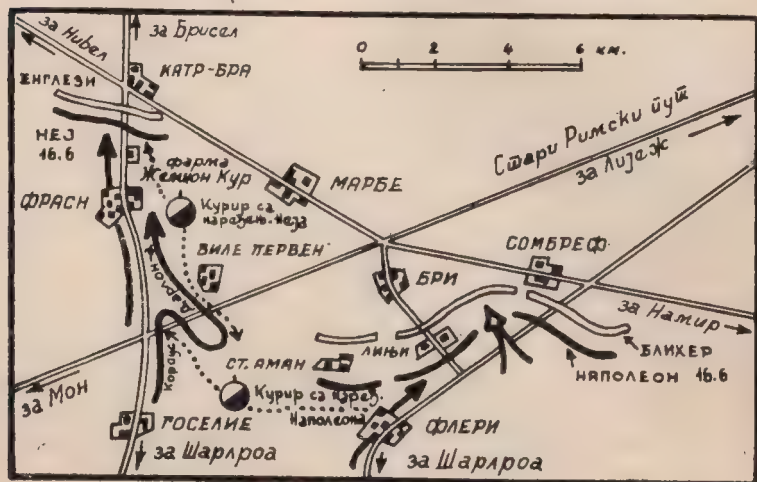 за Нивел
за Брисел
0 2 4 6 км.
КАТР-БРА
ЕНГЛЕЗИ
НЕЈ
16.6
фарма
Жемион Кур
МАРБЕ
Стари Римски пут
за Лијеж
ФРАСН
Курир са
наређењ. Неја
ВИЛЕ ПЕРВЕН
СОМБРЕФ
БРИ
Корпус
за Намир
СТ. АМАН
ЛИЊИ
БЛИХЕР
НАПОЛЕОН 16.6
за Мон
Курир са наређ.
Наполеона
ГОСЕЛИЕ
ФЛЕРИ
за Шарлроа
за Шарлроа